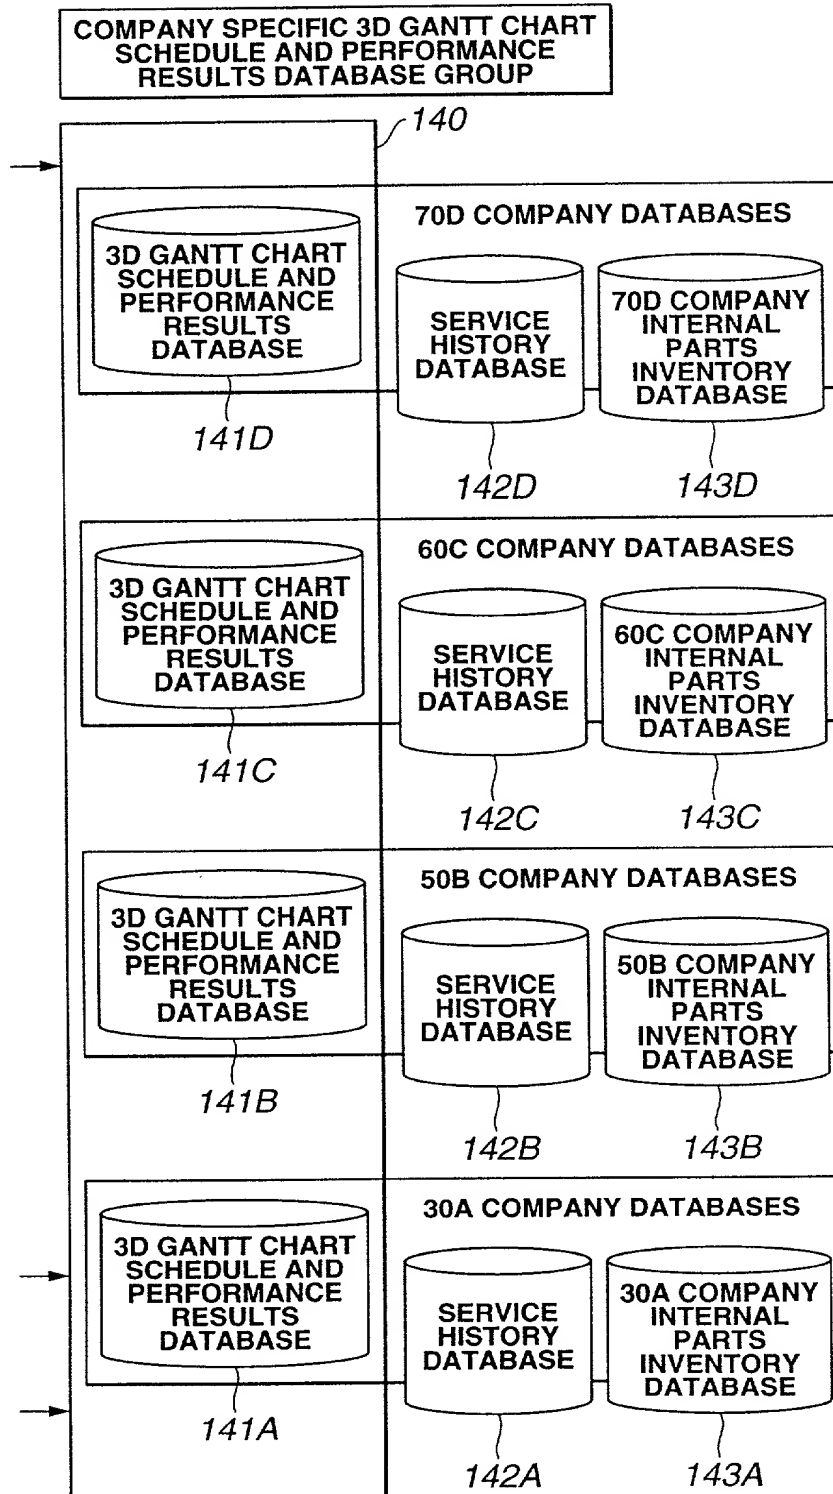 COMPANY SPECIFIC 3D GANTT CHART
SCHEDULE AND PERFORMANCE
RESULTS DATABASE GROUP
140
70D COMPANY DATABASES
3D GANTT CHART
SCHEDULE AND
PERFORMANCE
RESULTS
DATABASE
SERVICE
HISTORY
DATABASE
70D COMPANY
INTERNAL
PARTS
INVENTORY
DATABASE
141D
142D
143D
60C COMPANY DATABASES
3D GANTT CHART
SCHEDULE AND
PERFORMANCE
RESULTS
DATABASE
SERVICE
HISTORY
DATABASE
60C COMPANY
INTERNAL
PARTS
INVENTORY
DATABASE
141C
142C
143C
50B COMPANY DATABASES
3D GANTT CHART
SCHEDULE AND
PERFORMANCE
RESULTS
DATABASE
SERVICE
HISTORY
DATABASE
50B COMPANY
INTERNAL
PARTS
INVENTORY
DATABASE
141B
142B
143B
30A COMPANY DATABASES
3D GANTT CHART
SCHEDULE AND
PERFORMANCE
RESULTS
DATABASE
SERVICE
HISTORY
DATABASE
30A COMPANY
INTERNAL
PARTS
INVENTORY
DATABASE
141A
142A
143A